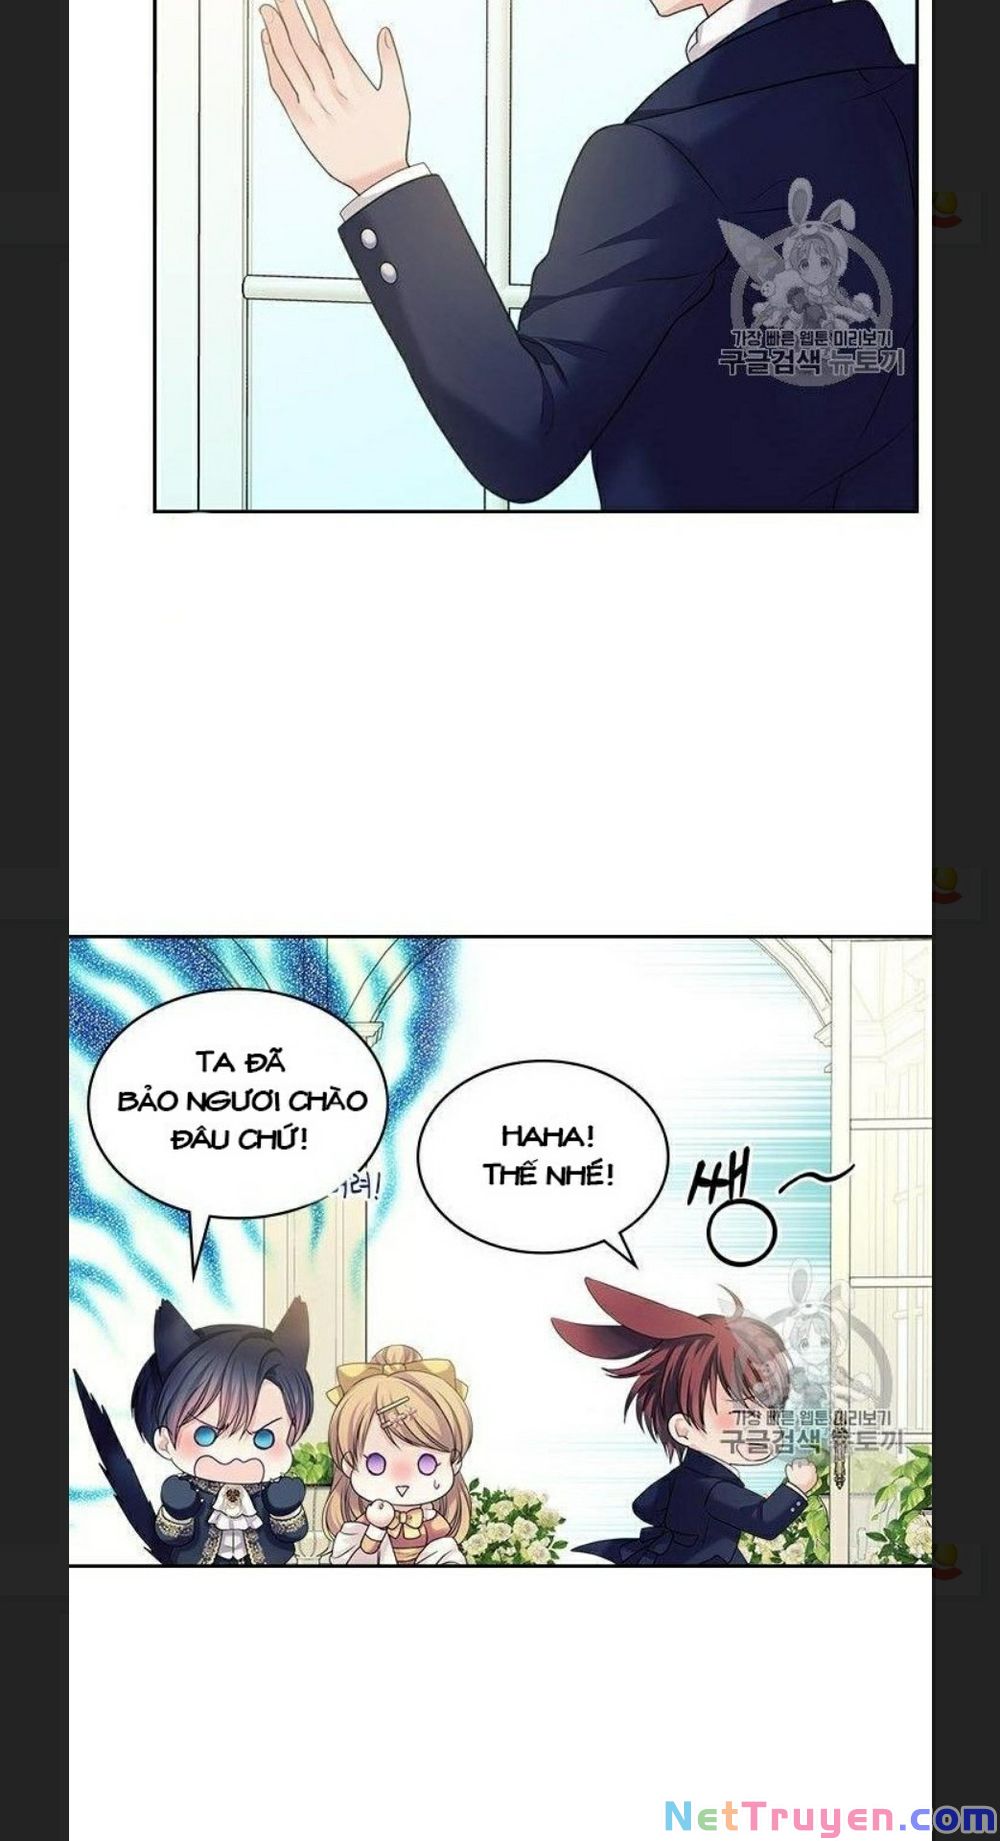 가장 빠른 웹툰 미리보기
구글검색 뉴토끼
TA ĐÃ
BẢO NGƯƠI CHÀO
ĐÂU CHỨ!
HAHA!
THẾ NHÉ!
쌩~
가장 빠른 웹툰 미리보기
구글검색 뉴토끼
NetTruyen.com